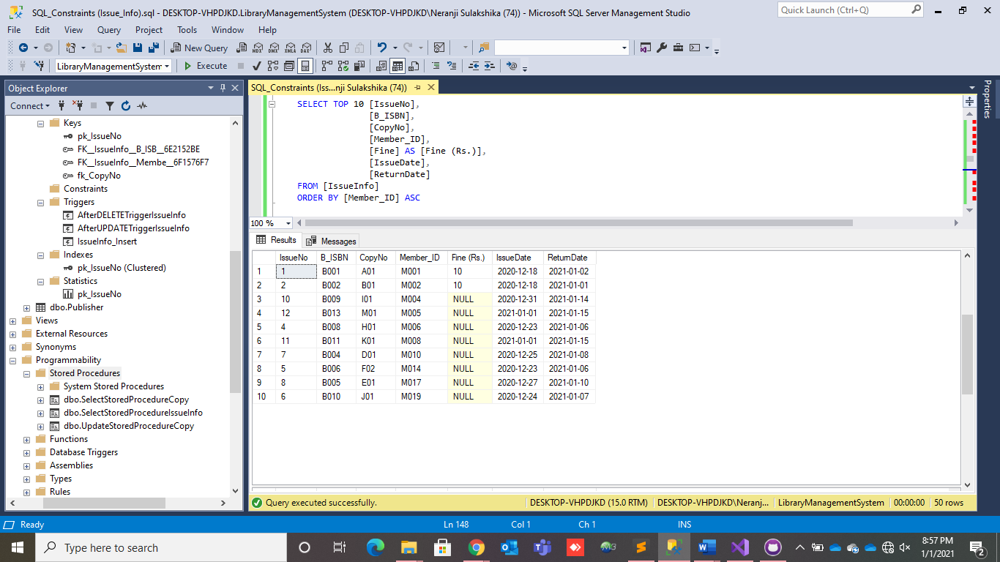 SQL_Constraints (Issue_Info).sql - DESKTOP-VHPDJKD.LibraryManagementSystem (DESKTOP-VHPDJKD\Neranji Sulakshika (74)) - Microsoft SQL Server Management Studio
Quick Launch (Ctrl+Q)
File Edit View Query Project Tools Window Help
New Query MDX DMX XMLA DAX
LibraryManagementSystem Execute
Object Explorer
Connect
Keys
pk_IssueNo
FK__IssueInfo__B_ISB__6E2152BE
FK__IssueInfo__Membe__6F1576F7
fk_CopyNo
Constraints
Triggers
AfterDELETETriggerIssueInfo
AfterUPDATETriggerIssueInfo
IssueInfo_Insert
Indexes
pk_IssueNo (Clustered)
Statistics
pk_IssueNo
dbo.Publisher
Views
External Resources
Synonyms
Programmability
Stored Procedures
System Stored Procedures
dbo.SelectStoredProcedureCopy
dbo.SelectStoredProcedureIssueInfo
dbo.UpdateStoredProcedureCopy
Functions
Database Triggers
Assemblies
Types
Rules
SQL_Constraints (Iss...nji Sulakshika (74))
SELECT TOP 10 [IssueNo],
[B_ISBN],
[CopyNo],
[Member_ID],
[Fine] AS [Fine (Rs.)],
[IssueDate],
[ReturnDate]
FROM [IssueInfo]
ORDER BY [Member_ID] ASC
100 %
Results Messages
IssueNo B_ISBN CopyNo Member_ID Fine (Rs.) IssueDate ReturnDate
1 1 B001 A01 M001 10 2020-12-18 2021-01-02
2 2 B002 B01 M002 10 2020-12-18 2021-01-01
3 10 B009 I01 M004 NULL 2020-12-31 2021-01-14
4 12 B013 M01 M005 NULL 2021-01-01 2021-01-15
5 4 B008 H01 M006 NULL 2020-12-23 2021-01-06
6 11 B011 K01 M008 NULL 2021-01-01 2021-01-15
7 7 B004 D01 M010 NULL 2020-12-25 2021-01-08
8 5 B006 F02 M014 NULL 2020-12-23 2021-01-06
9 8 B005 E01 M017 NULL 2020-12-27 2021-01-10
10 6 B010 J01 M019 NULL 2020-12-24 2021-01-07
Query executed successfully. DESKTOP-VHPDJKD (15.0 RTM) DESKTOP-VHPDJKD\Neranj... LibraryManagementSystem 00:00:00 50 rows
Properties
Ready Ln 148 Col 1 Ch 1 INS
Type here to search
8:57 PM
1/1/2021
2